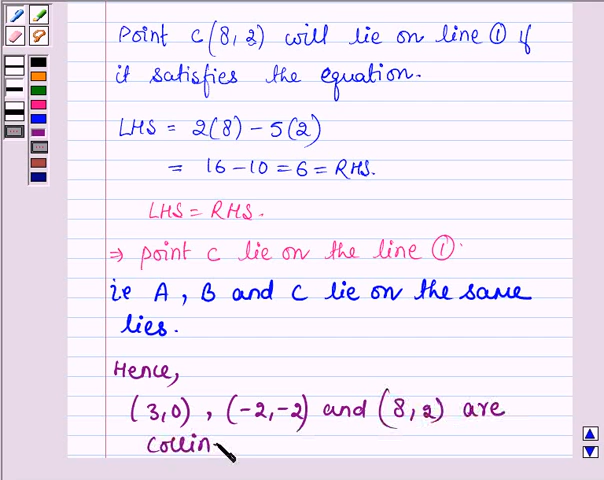 Point C (8, 2) will lie on line ① if
it satisfies the equation.
LHS = 2(8) - 5(2)
= 16 - 10 = 6 = RHS.
LHS = RHS.
⇒ point C lie on the line ①.
ie A, B and C lie on the same
lies.
Hence,
(3,0), (-2,-2) and (8,2) are
collin